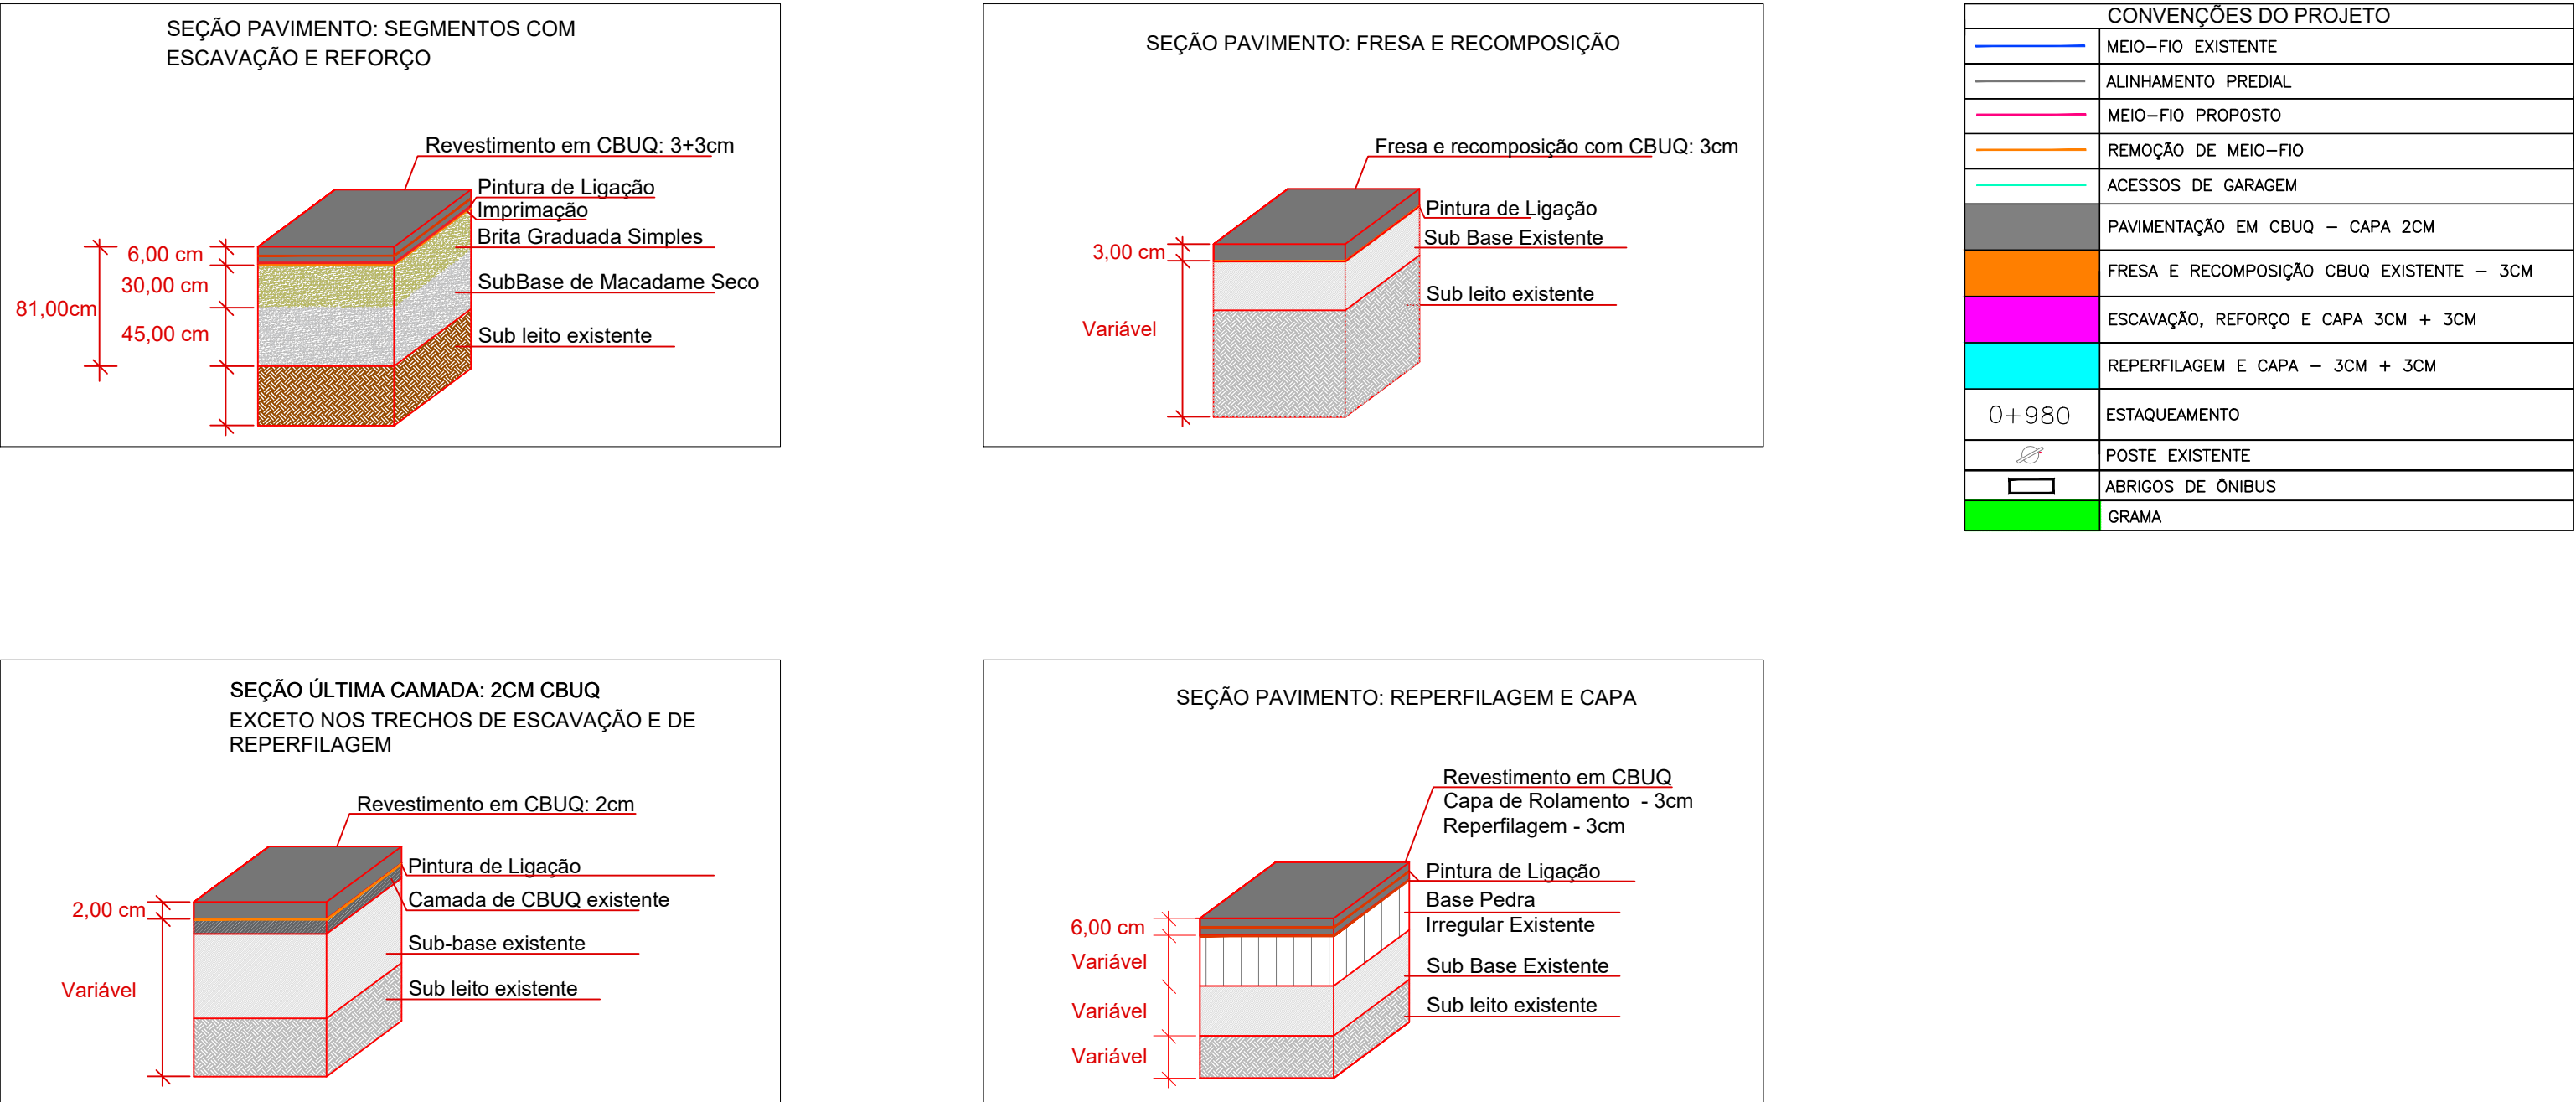 SEÇÃO PAVIMENTO: SEGMENTOS COM
ESCAVAÇÃO E REFORÇO
Revestimento em CBUQ: 3+3cm
Pintura de Ligação
Imprimação
Brita Graduada Simples
SubBase de Macadame Seco
Sub leito existente
6,00 cm
30,00 cm
81,00cm
45,00 cm
SEÇÃO PAVIMENTO: FRESA E RECOMPOSIÇÃO
Fresa e recomposição com CBUQ: 3cm
Pintura de Ligação
Sub Base Existente
Sub leito existente
3,00 cm
Variável
CONVENÇÕES DO PROJETO
MEIO-FIO EXISTENTE
ALINHAMENTO PREDIAL
MEIO-FIO PROPOSTO
REMOÇÃO DE MEIO-FIO
ACESSOS DE GARAGEM
PAVIMENTAÇÃO EM CBUQ - CAPA 2CM
FRESA E RECOMPOSIÇÃO CBUQ EXISTENTE - 3CM
ESCAVAÇÃO, REFORÇO E CAPA 3CM + 3CM
REPERFILAGEM E CAPA - 3CM + 3CM
0+980 ESTAQUEAMENTO
POSTE EXISTENTE
ABRIGOS DE ÔNIBUS
GRAMA
SEÇÃO ÚLTIMA CAMADA: 2CM CBUQ
EXCETO NOS TRECHOS DE ESCAVAÇÃO E DE
REPERFILAGEM
Revestimento em CBUQ: 2cm
Pintura de Ligação
Camada de CBUQ existente
Sub-base existente
Sub leito existente
2,00 cm
Variável
SEÇÃO PAVIMENTO: REPERFILAGEM E CAPA
Revestimento em CBUQ
Capa de Rolamento - 3cm
Reperfilagem - 3cm
Pintura de Ligação
Base Pedra
Irregular Existente
Sub Base Existente
Sub leito existente
6,00 cm
Variável
Variável
Variável